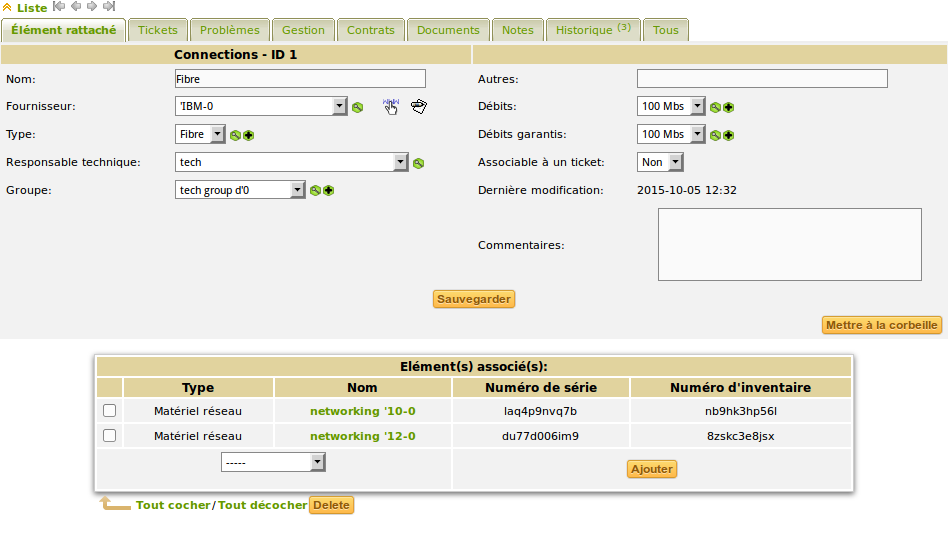 Liste
Élément rattaché Tickets Problèmes Gestion Contrats Documents Notes Historique (3) Tous
Connections - ID 1
Nom: Fibre Autres:
Fournisseur: 'IBM-0 Débits: 100 Mbs
Type: Fibre Débits garantis: 100 Mbs
Responsable technique: tech Associable à un ticket: Non
Groupe: tech group d'0 Dernière modification: 2015-10-05 12:32
Commentaires:
Sauvegarder
Mettre à la corbeille
Elément(s) associé(s):
Type Nom Numéro de série Numéro d'inventaire
Matériel réseau networking '10-0 laq4p9nvq7b nb9hk3hp56l
Matériel réseau networking '12-0 du77d006im9 8zskc3e8jsx
----- Ajouter
Tout cocher/Tout décocher Delete